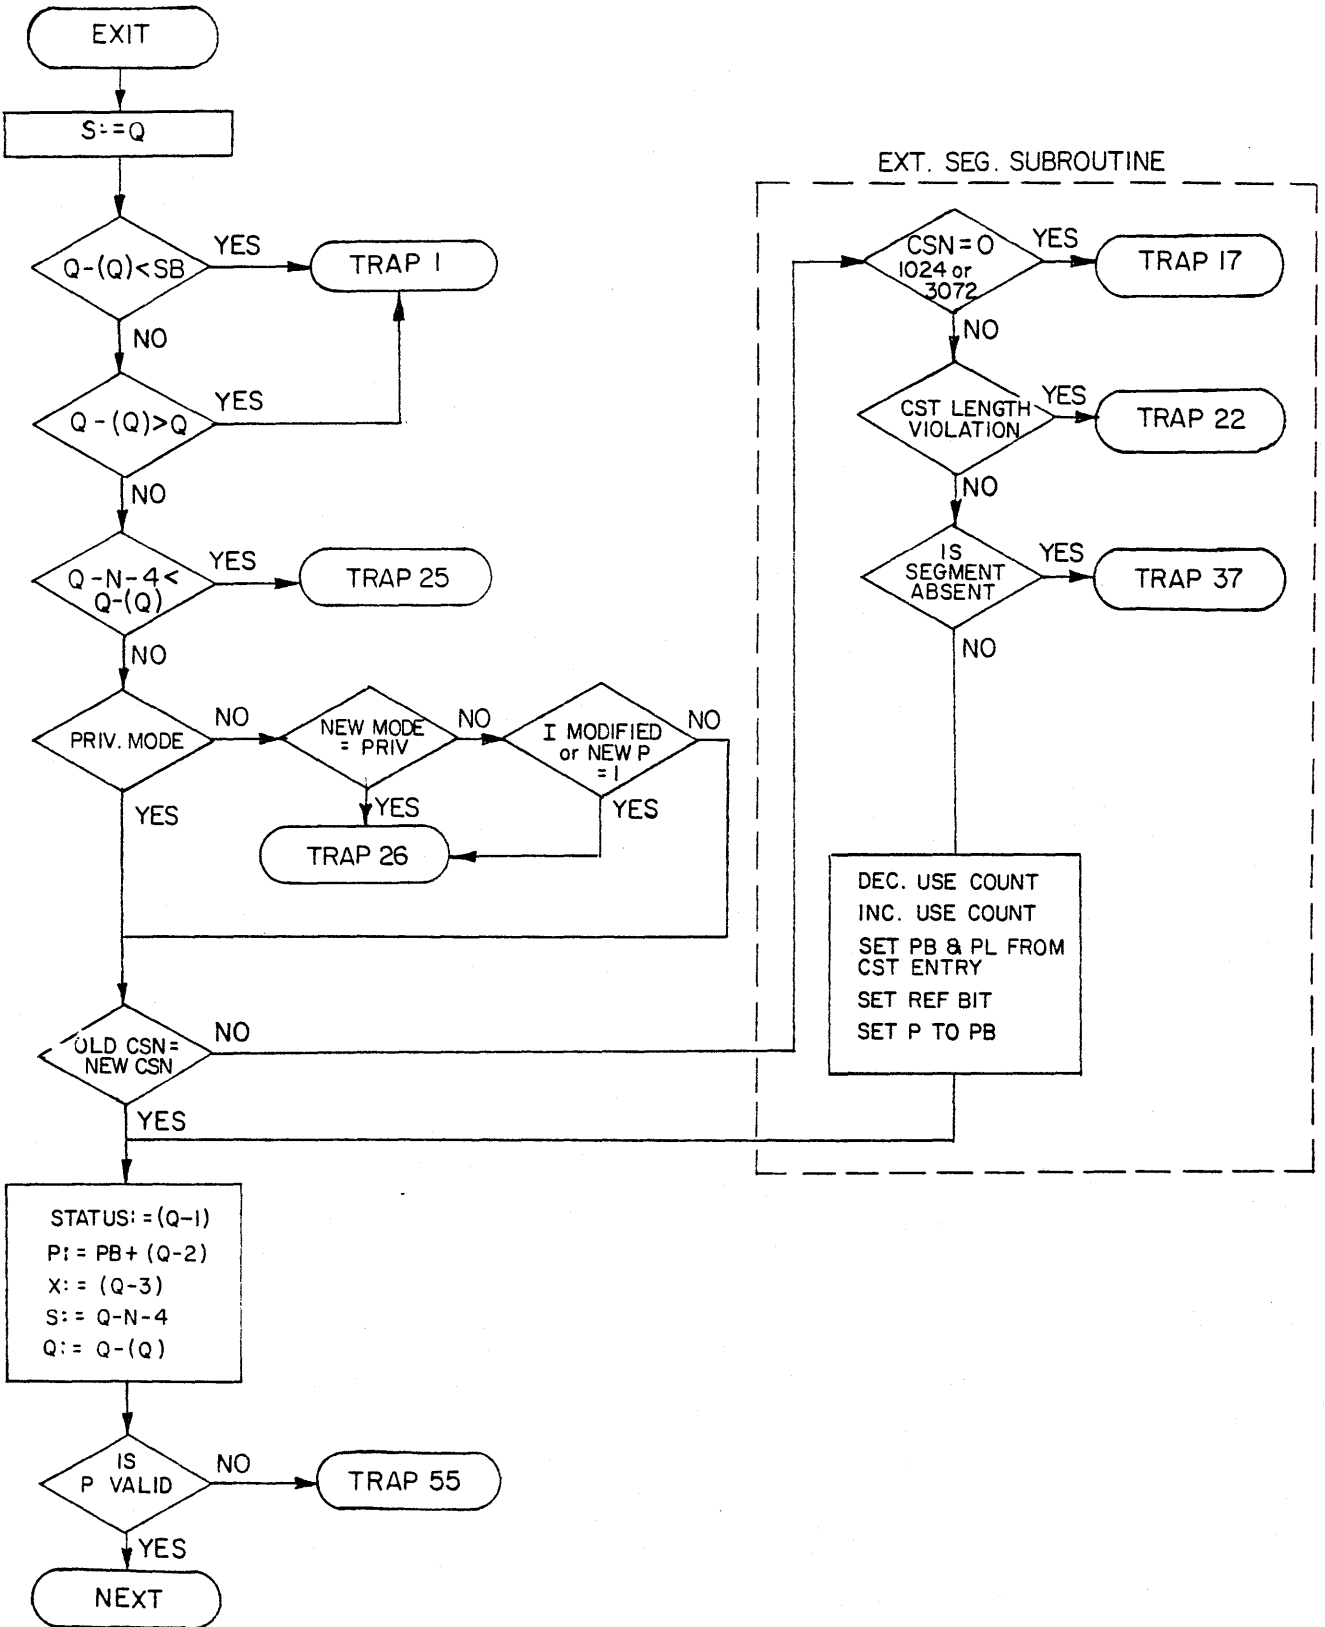 EXIT
S:=Q
Q-(Q)<SB
YES
TRAP 1
NO
Q-(Q)>Q
YES
NO
Q-N-4<
Q-(Q)
YES
TRAP 25
NO
PRIV. MODE
NO
NEW MODE
= PRIV
NO
I MODIFIED
or NEW P
= 1
NO
YES
YES
YES
TRAP 26
OLD CSN=
NEW CSN
NO
YES
EXT. SEG. SUBROUTINE
CSN=0
1024 or
3072
YES
TRAP 17
NO
CST LENGTH
VIOLATION
YES
TRAP 22
NO
IS
SEGMENT
ABSENT
YES
TRAP 37
NO
DEC. USE COUNT
INC. USE COUNT
SET PB & PL FROM
CST ENTRY
SET REF BIT
SET P TO PB
STATUS:=(Q-1)
P:= PB+ (Q-2)
X:= (Q-3)
S:= Q-N-4
Q:= Q-(Q)
IS
P VALID
NO
TRAP 55
YES
NEXT